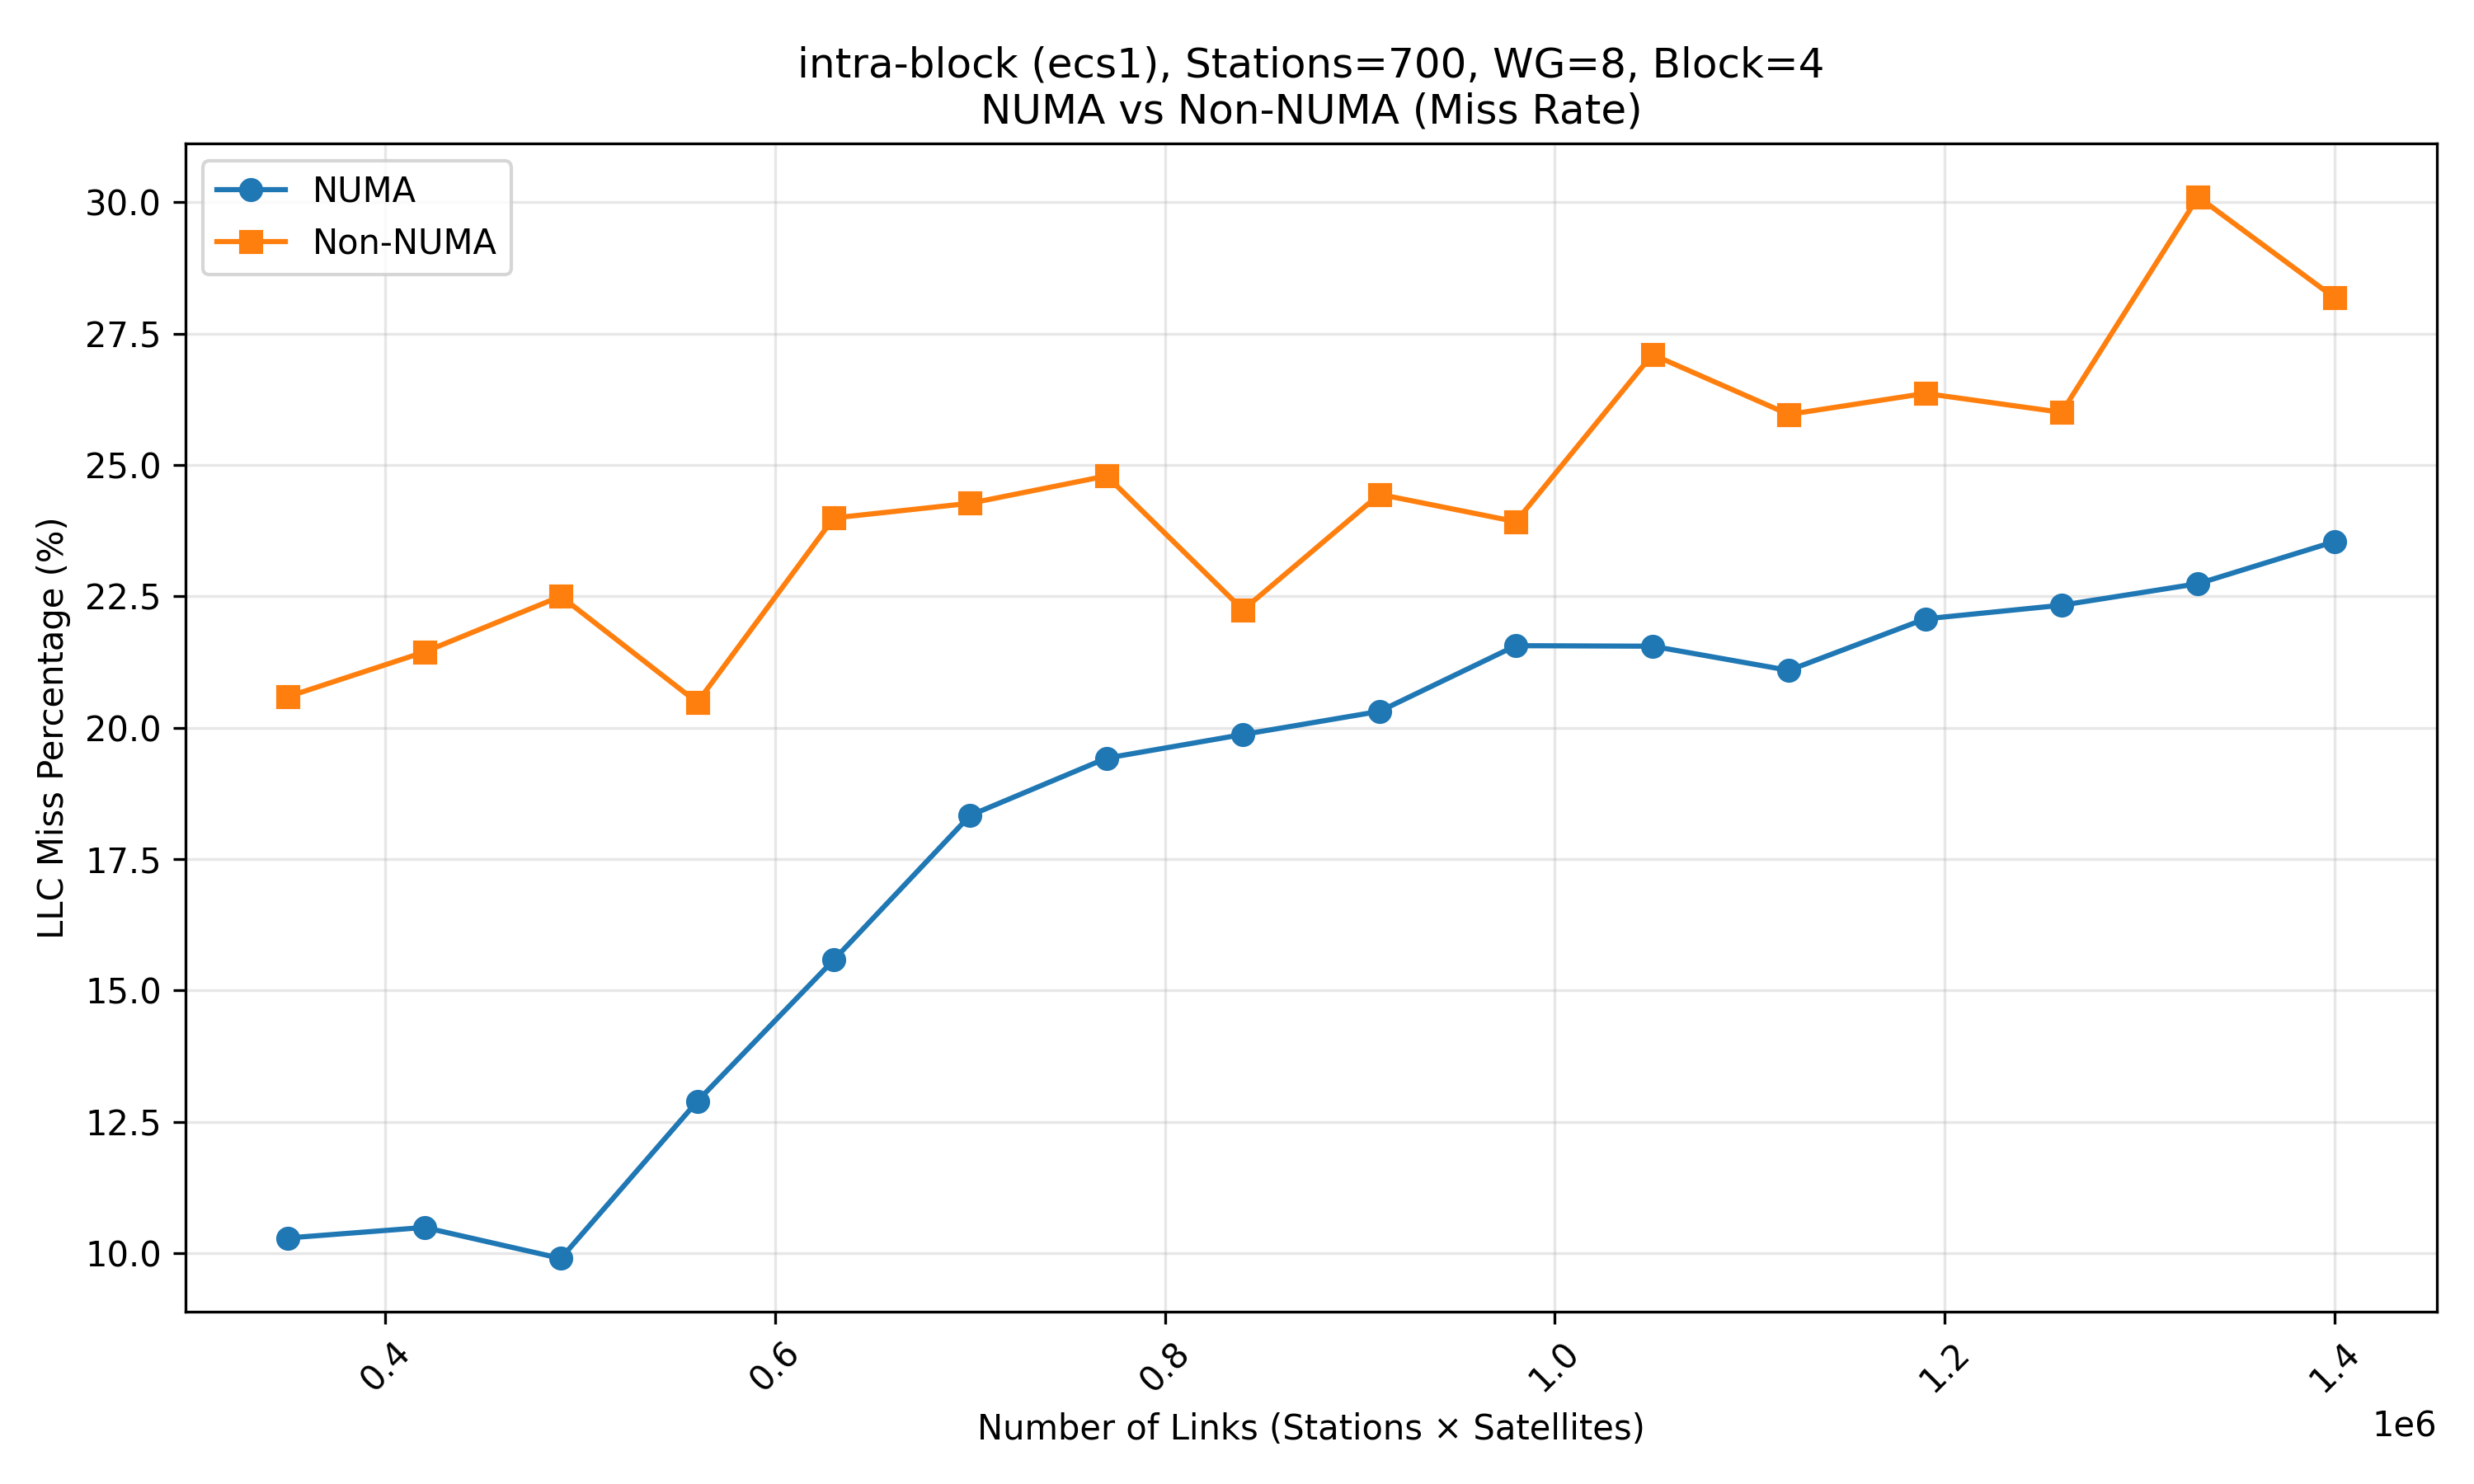 intra-block (ecs1), Stations=700, WG=8, Block=4
NUMA vs Non-NUMA (Miss Rate)
NUMA
Non-NUMA
LLC Miss Percentage (%)
30.0
27.5
25.0
22.5
20.0
17.5
15.0
12.5
10.0
0.4
0.6
0.8
1.0
1.2
1.4
1e6
Number of Links (Stations × Satellites)